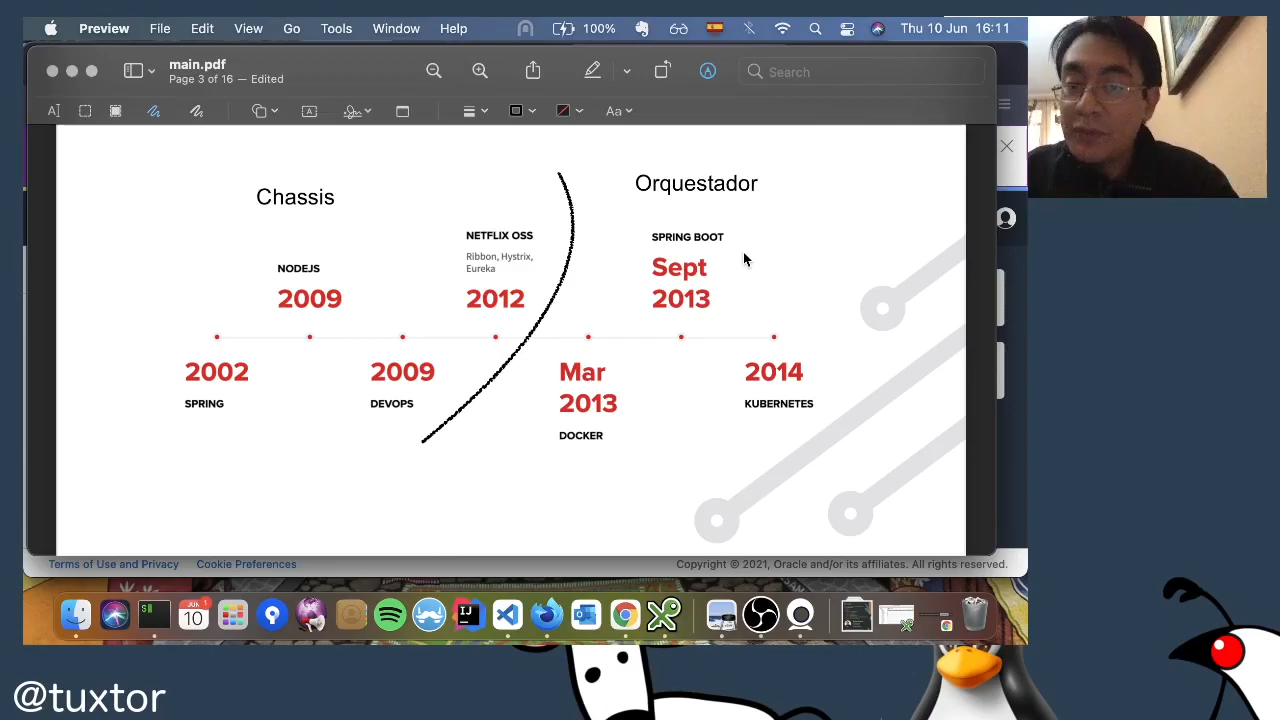 Preview File Edit View Go Tools Window Help 100% Thu 10 Jun 16:11
main.pdf
Page 3 of 16 — Edited
Search
Aa
Chassis
Orquestador
NETFLIX OSS
SPRING BOOT
Ribbon, Hystrix,
Eureka
NODEJS
Sept
2013
2009
2012
2002
2009
Mar
2013
2014
SPRING
DEVOPS
KUBERNETES
DOCKER
Terms of Use and Privacy Cookie Preferences Copyright © 2021, Oracle and/or its affiliates. All rights reserved.
JUN
10
@tuxtor